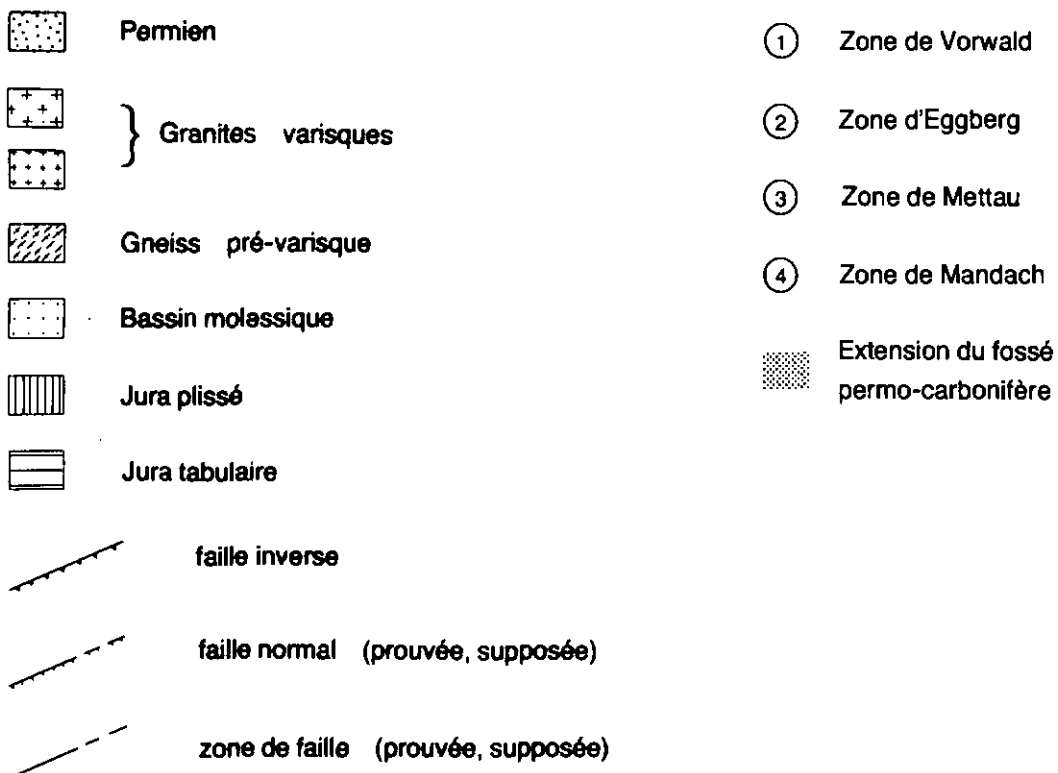 Permien
Granites varisques
Gneiss pré-varisque
Bassin molassique
Jura plissé
Jura tabulaire
faille inverse
faille normal (prouvée, supposée)
zone de faille (prouvée, supposée)
1 Zone de Vorwald
2 Zone d'Eggberg
3 Zone de Mettau
4 Zone de Mandach
Extension du fossé
permo-carbonifère